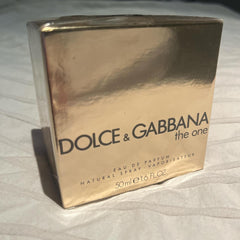 DOLCE & GABBANA
the one
EAU DE PARFUM
NATURAL SPRAY - VAPORISATEUR
50ml℮1.6 FL.OZ.